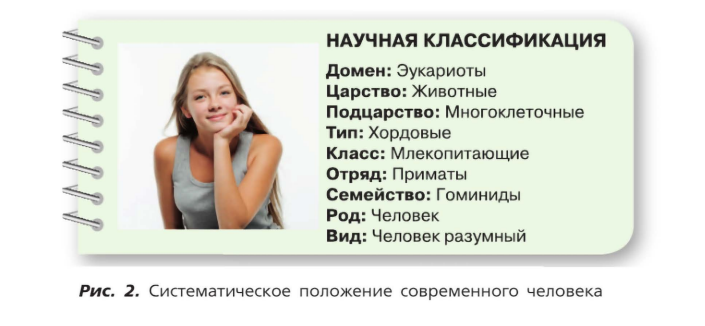 НАУЧНАЯ КЛАССИФИКАЦИЯ
Домен: Эукариоты
Царство: Животные
Подцарство: Многоклеточные
Тип: Хордовые
Класс: Млекопитающие
Отряд: Приматы
Семейство: Гоминиды
Род: Человек
Вид: Человек разумный
Рис. 2. Систематическое положение современного человека